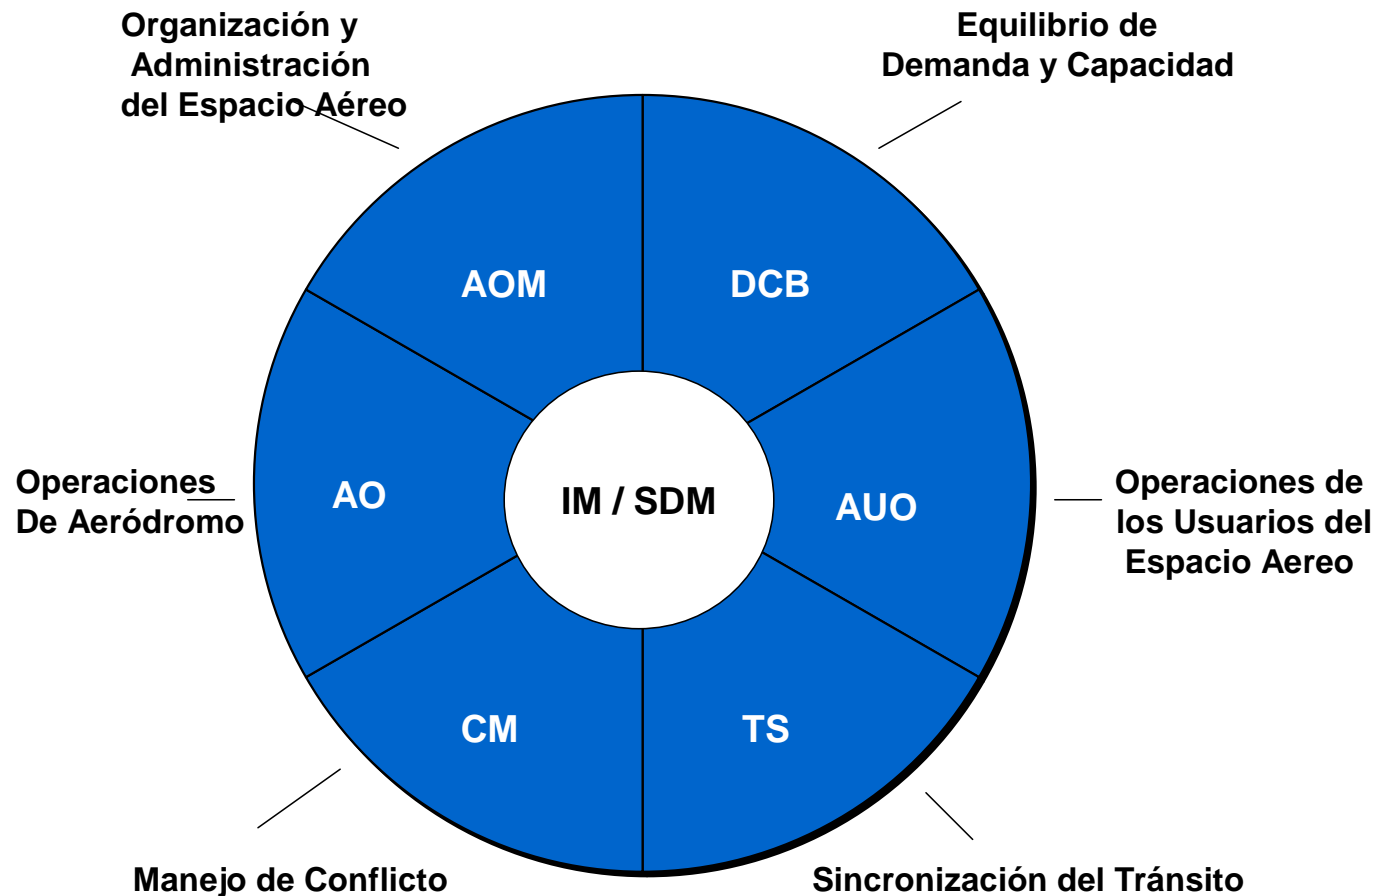 Organización y
Administración
del Espacio Aéreo
Equilibrio de
Demanda y Capacidad
AOM
DCB
Operaciones
De Aeródromo
AO
IM / SDM
AUO
Operaciones de
los Usuarios del
Espacio Aereo
CM
TS
Manejo de Conflicto
Sincronización del Tránsito